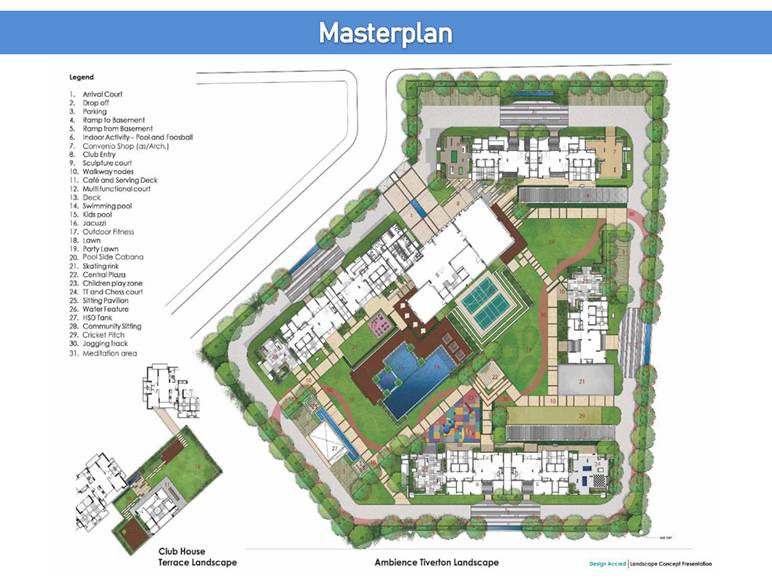 Masterplan
Legend
1. Arrival Court
2. Drop off
3. Parking
4. Ramp to Basement
5. Ramp from Basement
6. Indoor Activity – Pool and Foosball
7. Convenio Shop (as/Arch.)
8. Club Entry
9. Sculpture court
10. Walkway nodes
11. Café and Serving Deck
12. Multi functional court
13. Deck
14. Swimming pool
15. Kids pool
16. Jacuzzi
17. Outdoor Fitness
18. Lawn
19. Party Lawn
20. Pool Side Cabana
21. Skating rink
22. Central Plaza
23. Children play zone
24. TT and Chess court
25. Sitting Pavilion
26. Water Feature
27. HSD Tank
28. Community Sitting
29. Cricket Pitch
30. Jogging Track
31. Meditation area
Club House
Terrace Landscape
Ambience Tiverton Landscape
Design Accord | Landscape Concept Presentation